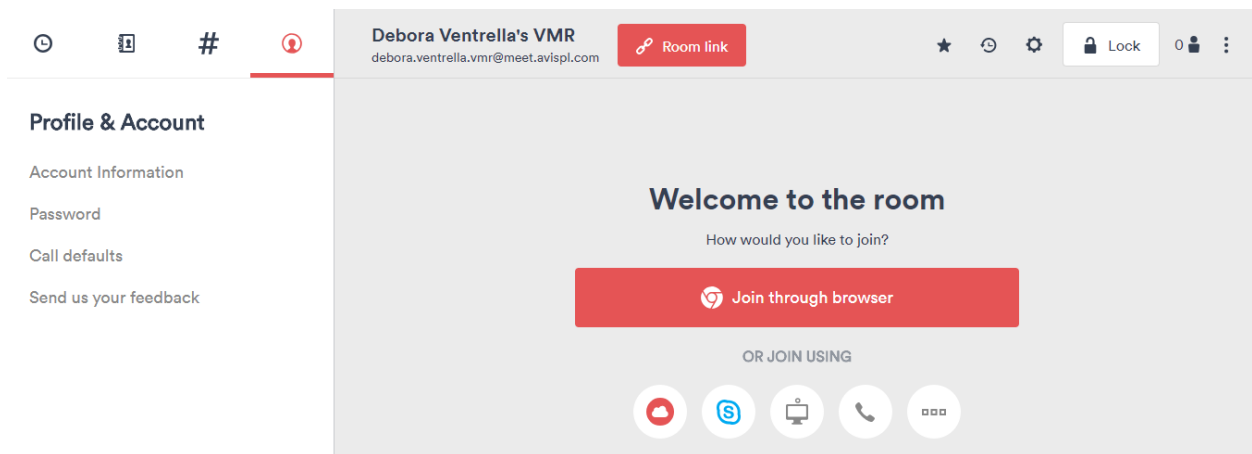 #
Profile & Account
Account Information
Password
Call defaults
Send us your feedback
Debora Ventrella's VMR
debora.ventrella.vmr@meet.avispl.com
Room link
Lock
0
Welcome to the room
How would you like to join?
Join through browser
OR JOIN USING